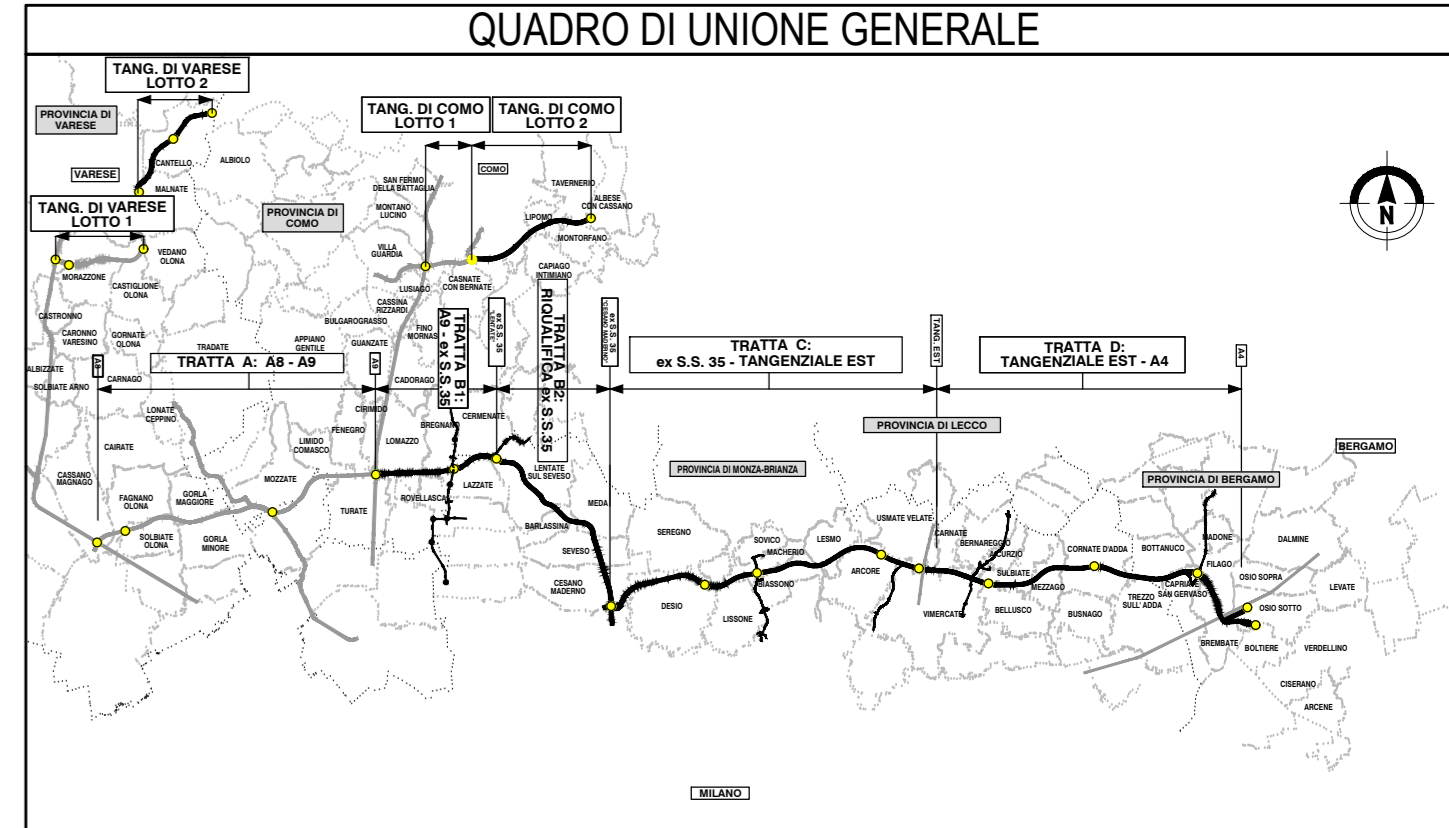 QUADRO DI UNIONE GENERALE
TANG. DI VARESE
LOTTO 2
PROVINCIA DI
VARESE
VARESE
CANTELLO
ALBIOLO
MALNATE
TANG. DI VARESE
LOTTO 1
PROVINCIA DI
COMO
TANG. DI COMO
LOTTO 1
TANG. DI COMO
LOTTO 2
COMO
SAN FERMO
DELLA BATTAGLIA
MONTANO
LUCINO
VILLA
GUARDIA
TAVERNERIO
ALBESE
CON CASSANO
LIPOMO
MONTORFANO
CAPIAGO
INTIMIANO
CASNATE
CON BERNATE
LUSIAGO
CASSINA
RIZZARDI
N
VEDANO
OLONA
MORAZZONE
CASTIGLIONE
OLONA
CASTRONNO
CARONNO
VARESINO
GORNATE
OLONA
TRADATE
APPIANO
GENTILE
BULGAROGRASSO
GUANZATE
FINO
MORNAS
ALBIZZATE
SOLBIATE ARNO
CARNAGO
A8
TRATTA A: A8 - A9
A9
TRATTA B1:
A9 - ex S.S.35
ex S.S. 35
"LENTATE"
TRATTA B2:
RIQUALIFICA ex S.S.35
ex S.S. 35
"CESANO MADERNO"
TRATTA C:
ex S.S. 35 - TANGENZIALE EST
TANG. EST
TRATTA D:
TANGENZIALE EST - A4
A4
CADORAGO
LONATE
CEPPINO
CIRIMIDO
FENEGRO
LIMIDO
COMASCO
LOMAZZO
BREGNANO
CERMENATE
CAIRATE
CASSANO
MAGNAGO
FAGNANO
OLONA
GORLA
MAGGIORE
MOZZATE
SOLBIATE
OLONA
GORLA
MINORE
TURATE
ROVELLASCA
LAZZATE
LENTATE
SUL SEVESO
MEDA
BARLASSINA
SEVESO
CESANO
MADERNO
PROVINCIA DI MONZA-BRIANZA
PROVINCIA DI LECCO
PROVINCIA DI BERGAMO
BERGAMO
SEREGNO
SOVICO
MACHERIO
LESMO
USMATE VELATE
CARNATE
BERNAREGGIO
SULBIATE
MEZZAGO
CORNATE D'ADDA
BOTTANUCO
MADONE
FILAGO
DALMINE
DESIO
BIASSONO
LISSONE
ARCORE
VIMERCATE
BELLUSCO
BUSNAGO
TREZZO
SULL' ADDA
CAPRIATE
SAN GERVASO
OSIO SOPRA
OSIO SOTTO
LEVATE
BREMBATE
BOLTIERE
VERDELLINO
CISERANO
ARCENE
MILANO